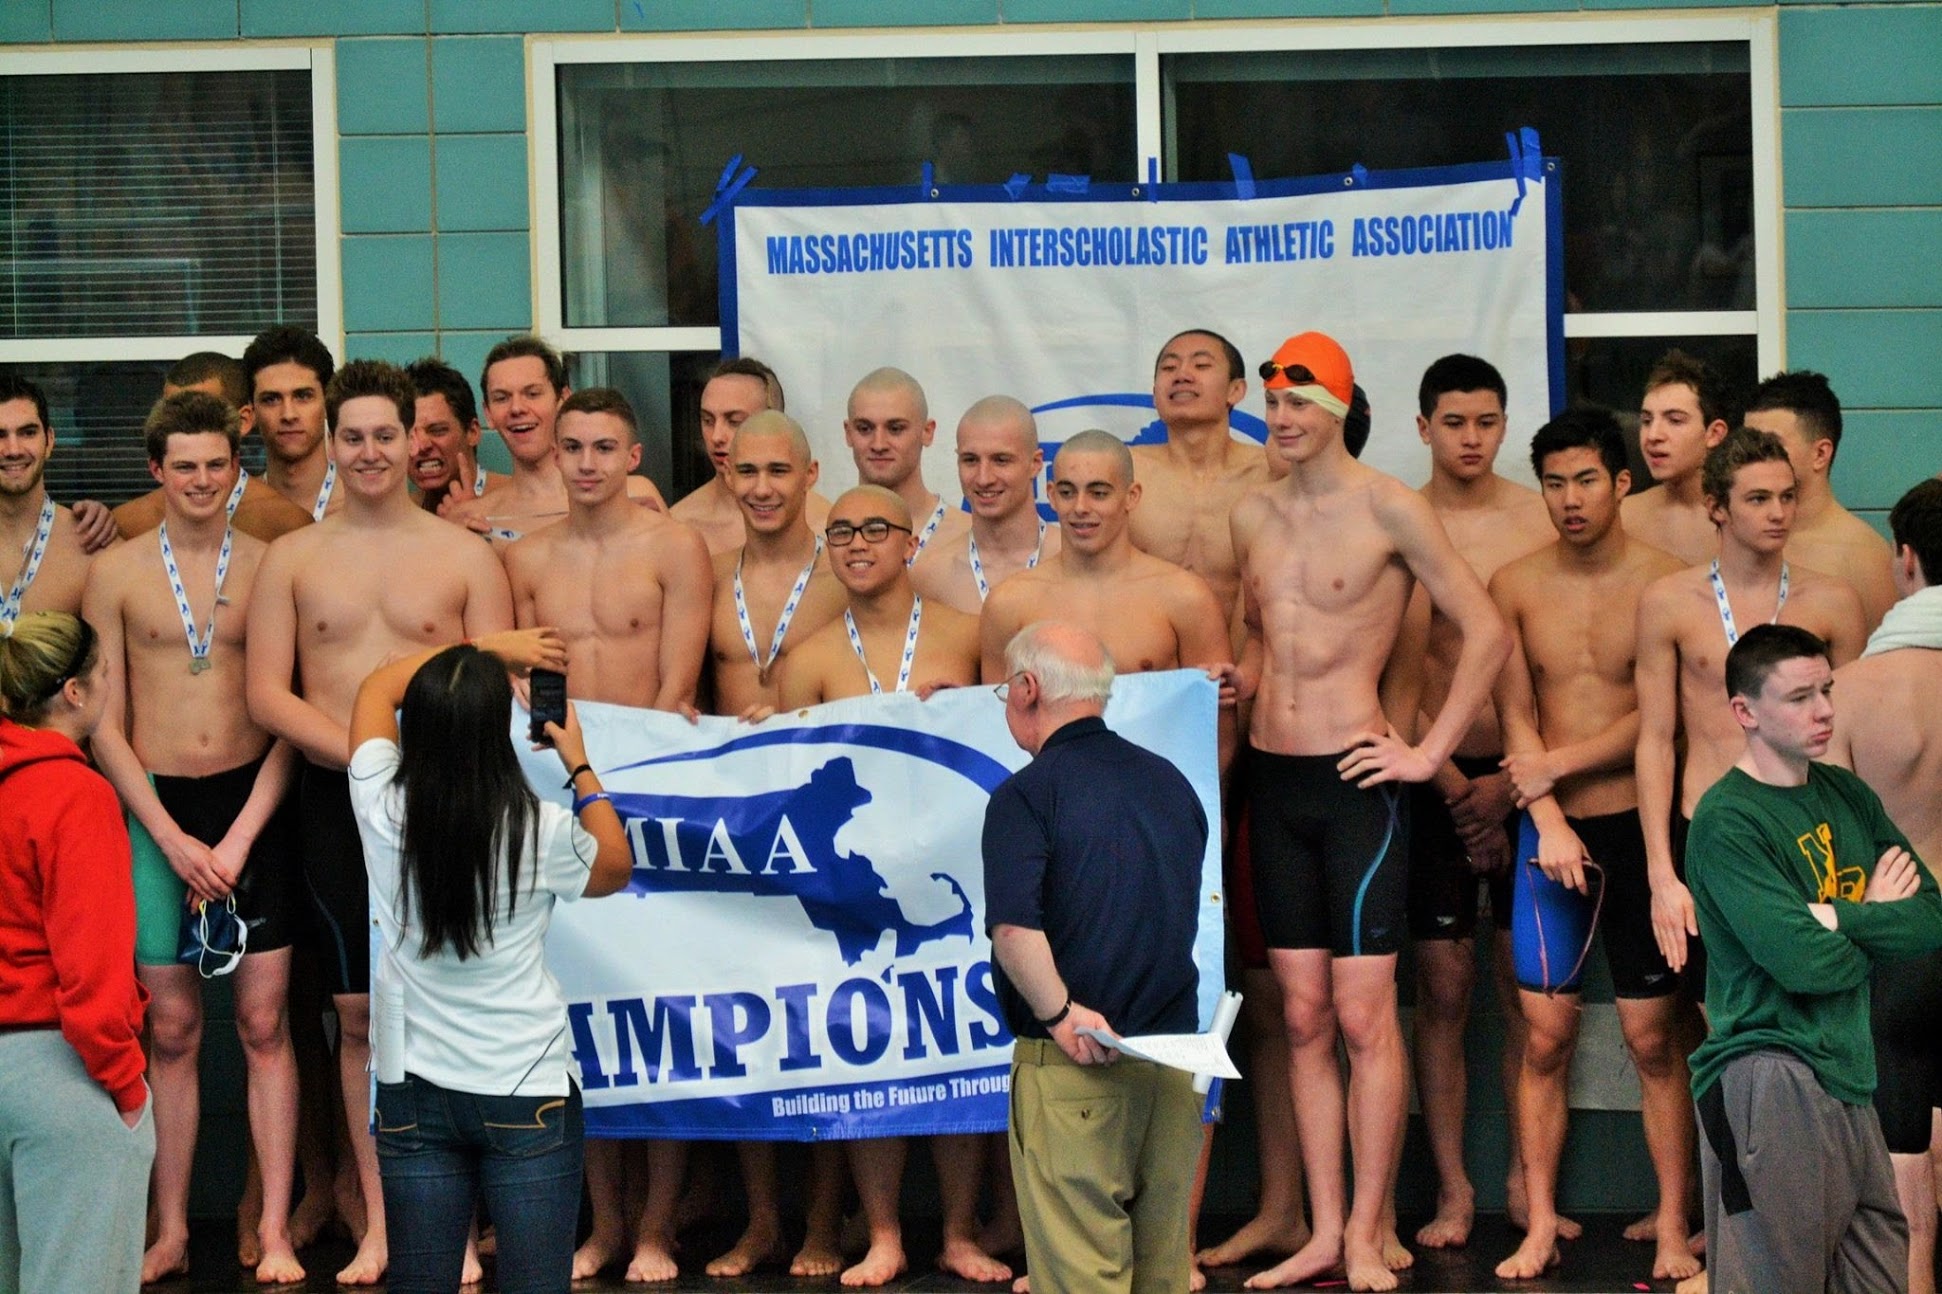 MASSACHUSETTS INTERSCHOLASTIC ATHLETIC ASSOCIATION
MIAA
AMPIONS
Building the Future Throug